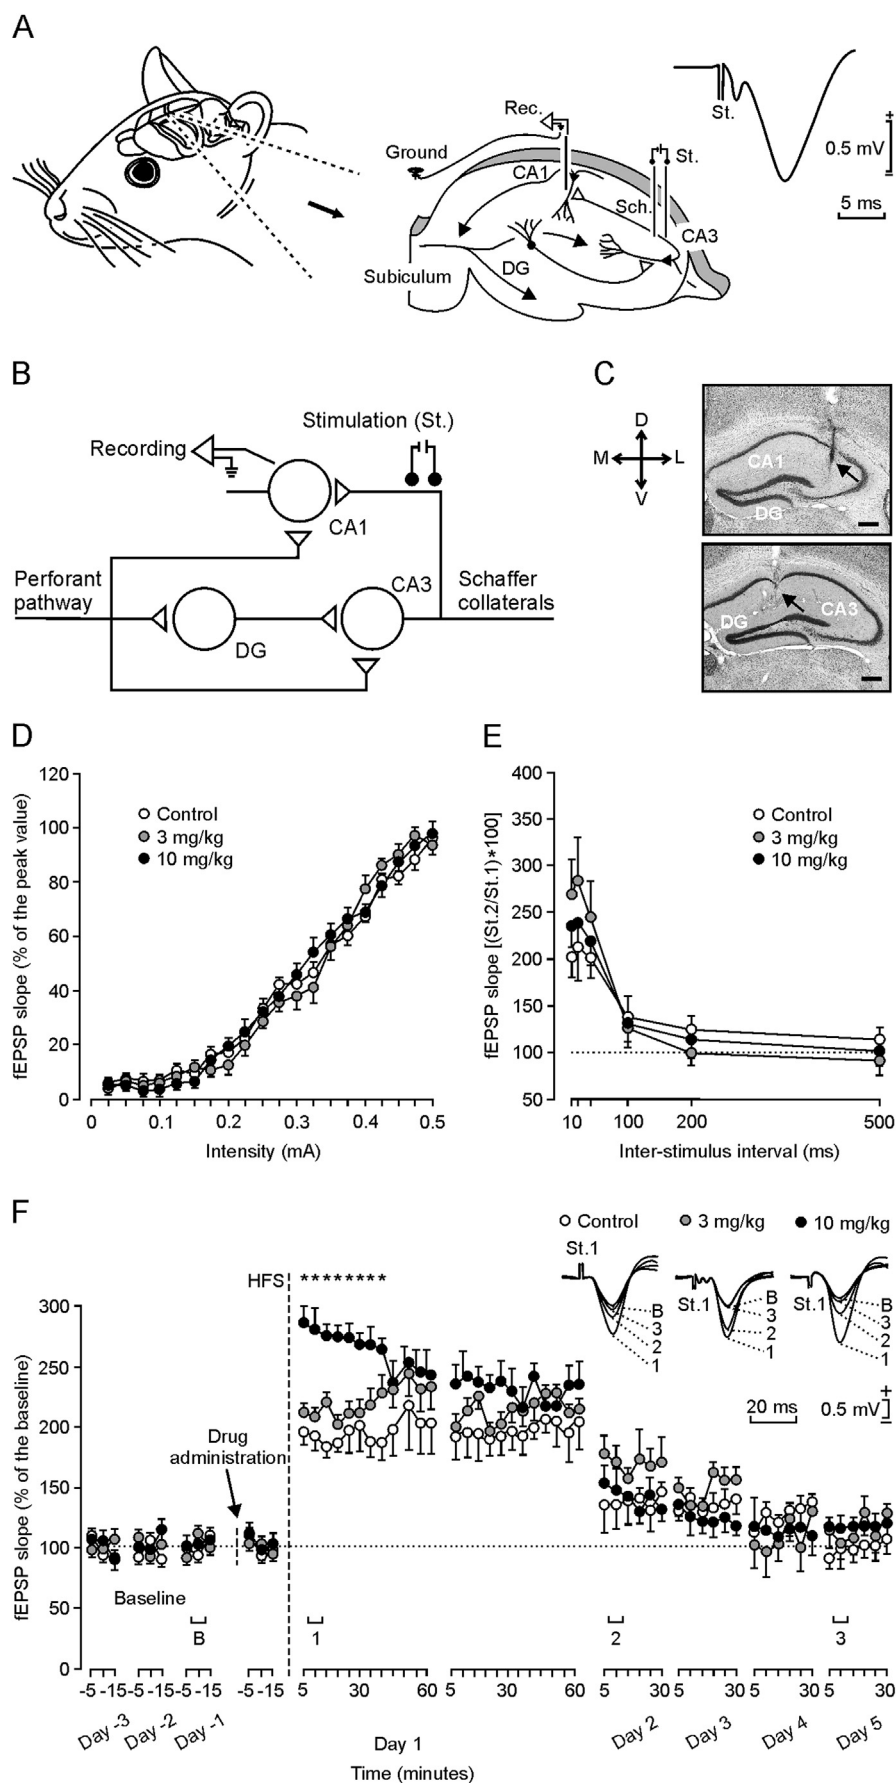 A
Rec.
Ground
CA1
St.
Sch.
CA3
DG
Subiculum
St.
+
0.5 mV
–
5 ms
B
Stimulation (St.)
Recording
CA1
Perforant
pathway
CA3
Schaffer
collaterals
DG
C
D
M
L
V
CA1
DG
DG
CA3
D
fEPSP slope (% of the peak value)
120
100
80
60
40
20
0
Control
3 mg/kg
10 mg/kg
0
0.1
0.2
0.3
0.4
0.5
Intensity (mA)
E
fEPSP slope [(St.2/St.1)*100]
400
350
300
250
200
150
100
50
Control
3 mg/kg
10 mg/kg
10
100
200
500
Inter-stimulus interval (ms)
F
Control
3 mg/kg
10 mg/kg
St.1
B
3
2
1
St.1
B
3
2
1
St.1
B
3
2
1
20 ms
0.5 mV
+
–
HFS
********
fEPSP slope (% of the baseline)
300
250
200
150
100
50
0
Drug
administration
Baseline
B
1
2
3
-5 -15 -5 -15 -5 -15 -5 -15
5 30 60 5 30 60
5 30 5 30 5 30 5 30
Day -3
Day -2
Day -1
Day 1
Day 2
Day 3
Day 4
Day 5
Time (minutes)